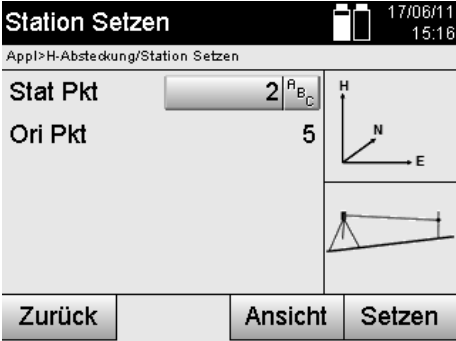 Station Setzen
17/06/11
15:16
Appl>H-Absteckung/Station Setzen
Stat Pkt 2 ABC
Ori Pkt 5
H
N
E
Zurück Ansicht Setzen